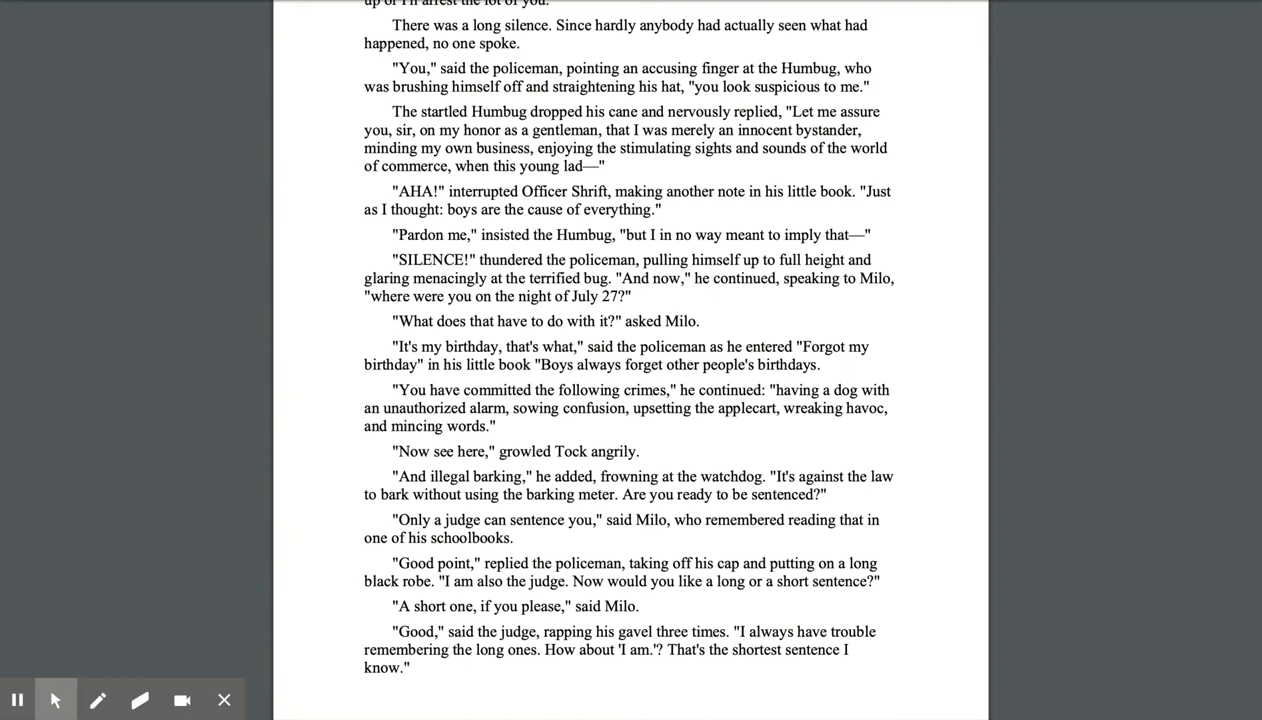 up or I'll arrest the lot of you."
There was a long silence. Since hardly anybody had actually seen what had
happened, no one spoke.
"You," said the policeman, pointing an accusing finger at the Humbug, who
was brushing himself off and straightening his hat, "you look suspicious to me."
The startled Humbug dropped his cane and nervously replied, "Let me assure
you, sir, on my honor as a gentleman, that I was merely an innocent bystander,
minding my own business, enjoying the stimulating sights and sounds of the world
of commerce, when this young lad—"
"AHA!" interrupted Officer Shrift, making another note in his little book. "Just
as I thought: boys are the cause of everything."
"Pardon me," insisted the Humbug, "but I in no way meant to imply that—"
"SILENCE!" thundered the policeman, pulling himself up to full height and
glaring menacingly at the terrified bug. "And now," he continued, speaking to Milo,
"where were you on the night of July 27?"
"What does that have to do with it?" asked Milo.
"It's my birthday, that's what," said the policeman as he entered "Forgot my
birthday" in his little book "Boys always forget other people's birthdays.
"You have committed the following crimes," he continued: "having a dog with
an unauthorized alarm, sowing confusion, upsetting the applecart, wreaking havoc,
and mincing words."
"Now see here," growled Tock angrily.
"And illegal barking," he added, frowning at the watchdog. "It's against the law
to bark without using the barking meter. Are you ready to be sentenced?"
"Only a judge can sentence you," said Milo, who remembered reading that in
one of his schoolbooks.
"Good point," replied the policeman, taking off his cap and putting on a long
black robe. "I am also the judge. Now would you like a long or a short sentence?"
"A short one, if you please," said Milo.
"Good," said the judge, rapping his gavel three times. "I always have trouble
remembering the long ones. How about 'I am.'? That's the shortest sentence I
know."